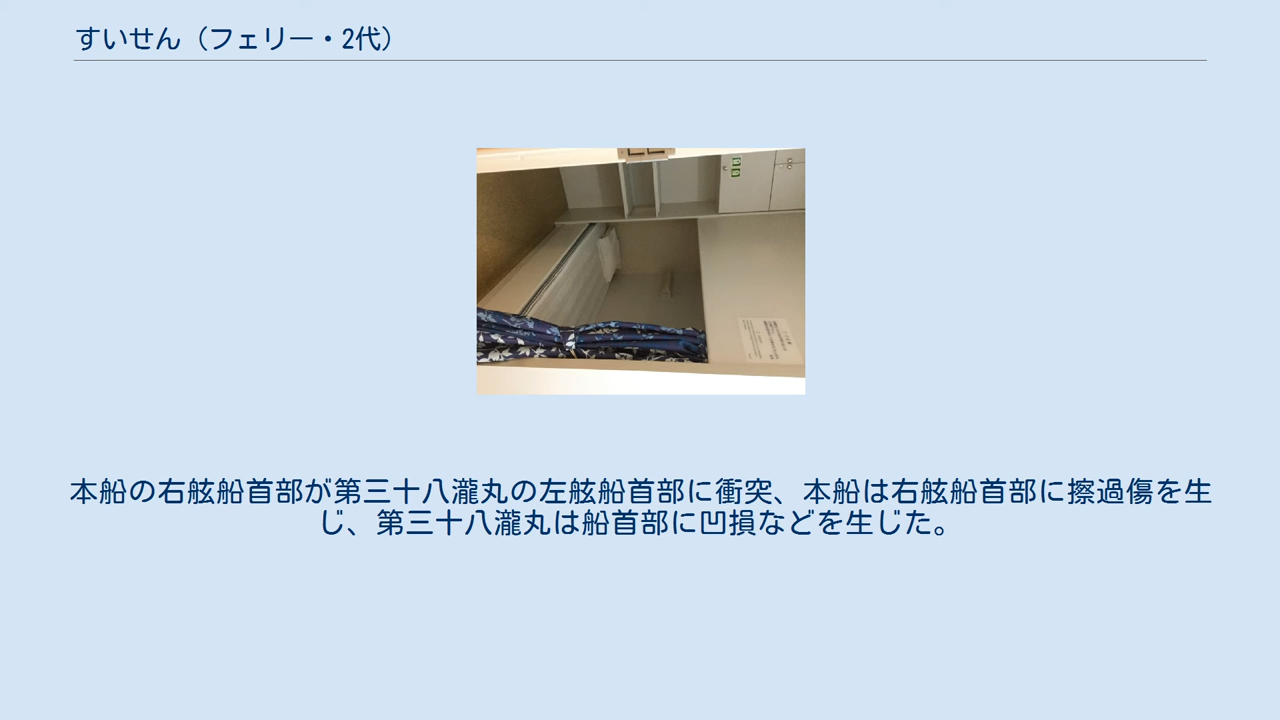 すいせん（フェリー・2代）
本船の右舷船首部が第三十八瀧丸の左舷船首部に衝突、本船は右舷船首部に擦過傷を生
じ、第三十八瀧丸は船首部に凹損などを生じた。